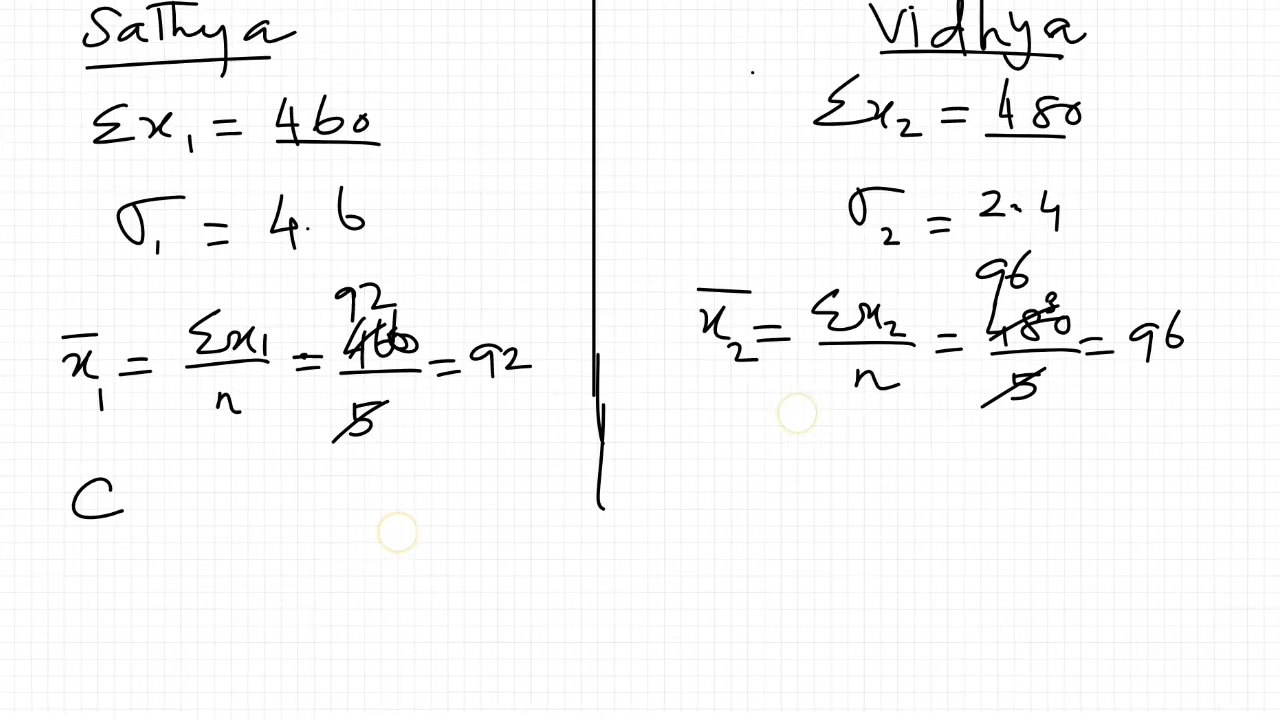 Sathya
Σx₁ = 460
σ₁ = 4.6
x̄₁ = Σx₁/n = 460/5 = 92
92
C
Vidhya
Σx₂ = 480
σ₂ = 2.4
x̄₂ = Σx₂/n = 480/5 = 96
96
3